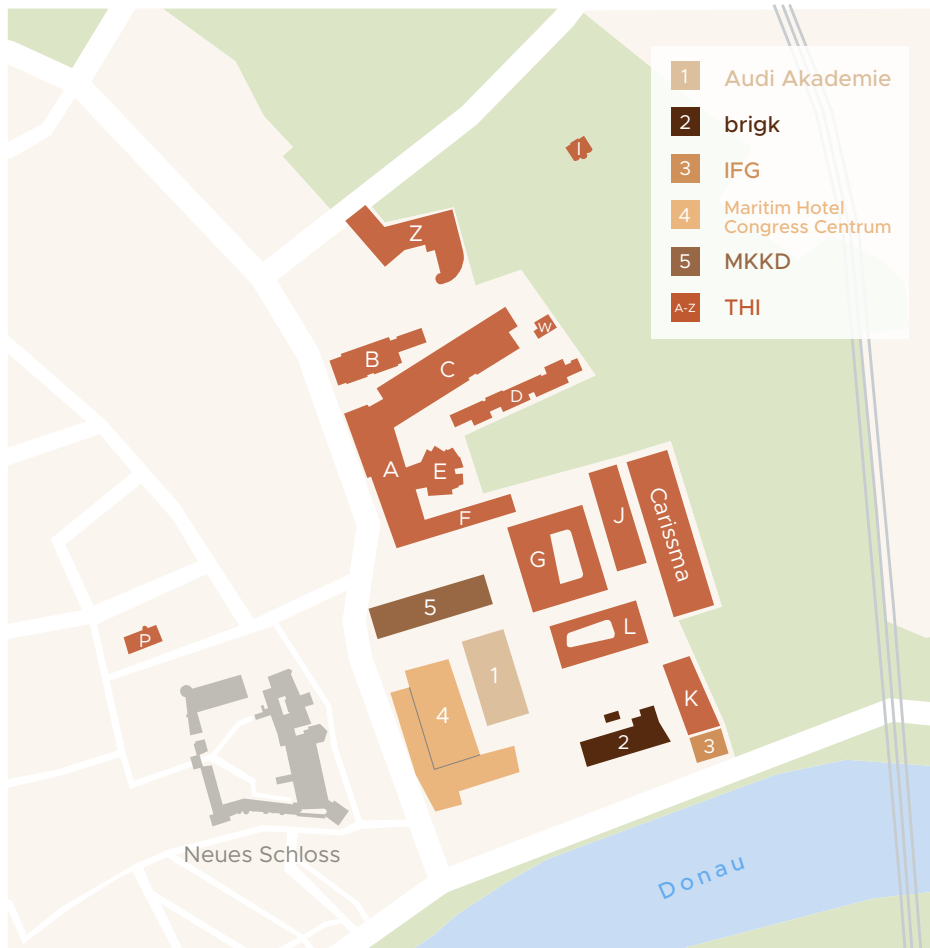 1 Audi Akademie
2 brigk
3 IFG
4 Maritim Hotel
Congress Centrum
5 MKKD
A-Z THI
I
Z
W
B
C
D
A
E
F
J
Carissma
G
5
L
P
1
K
4
2
3
Neues Schloss
Donau